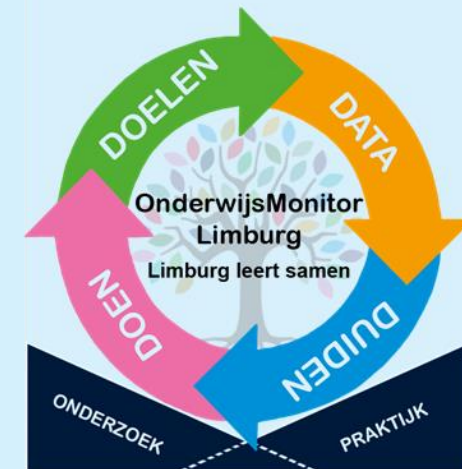 DOELEN
DATA
OnderwijsMonitor
Limburg
Limburg leert samen
DOEN
DUIDEN
ONDERZOEK
PRAKTIJK